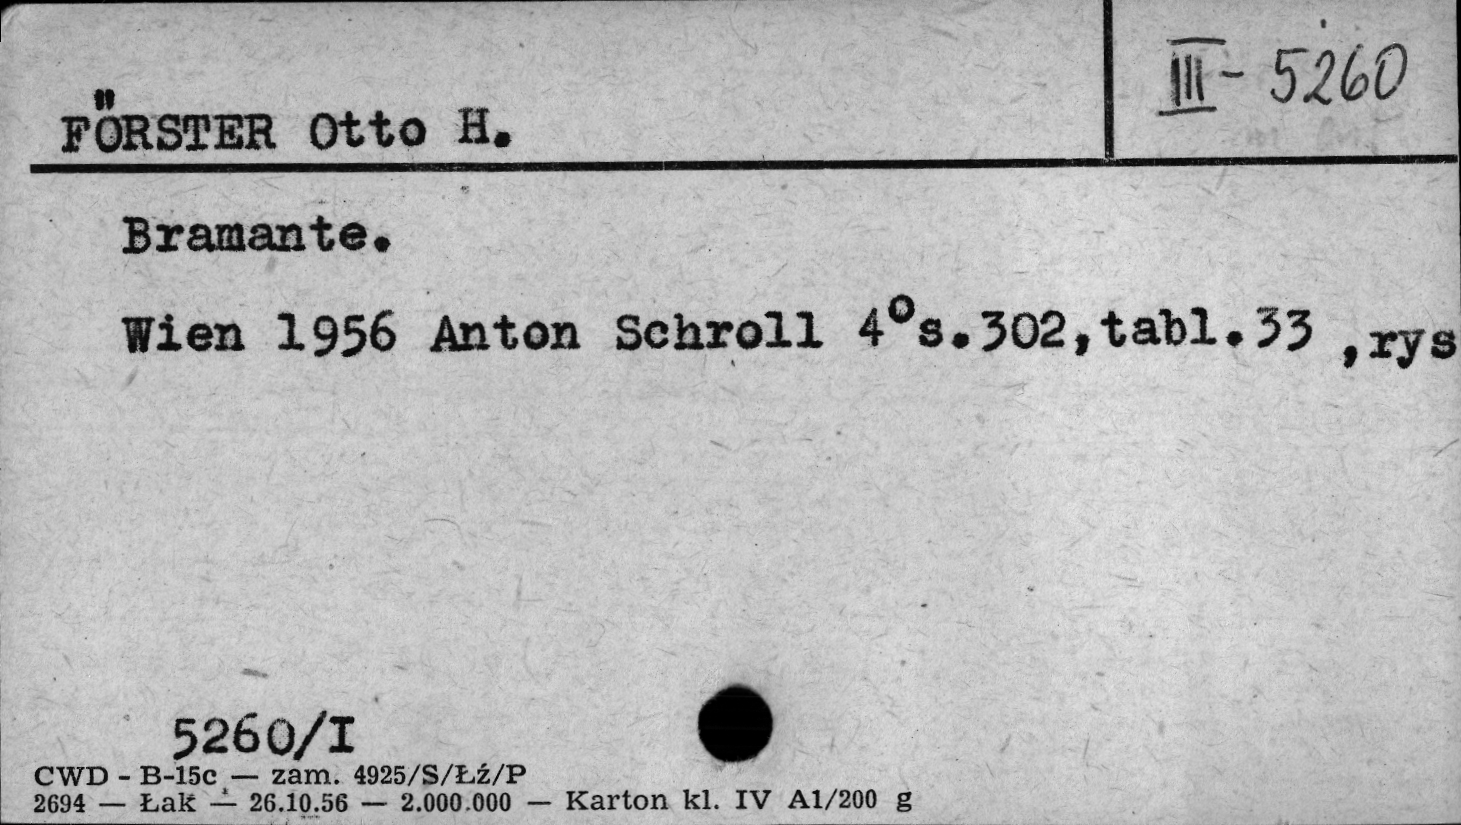 III - 5260
FÖRSTER Otto H.
Bramante.
Wien 1956 Anton Schroll 4° s.302,tabl.33 ,rys
5260/I
CWD - B-15c — zam. 4925/S/Łź/P
2694 — Łak — 26.10.56 — 2.000.000 — Karton kl. IV A1/200 g